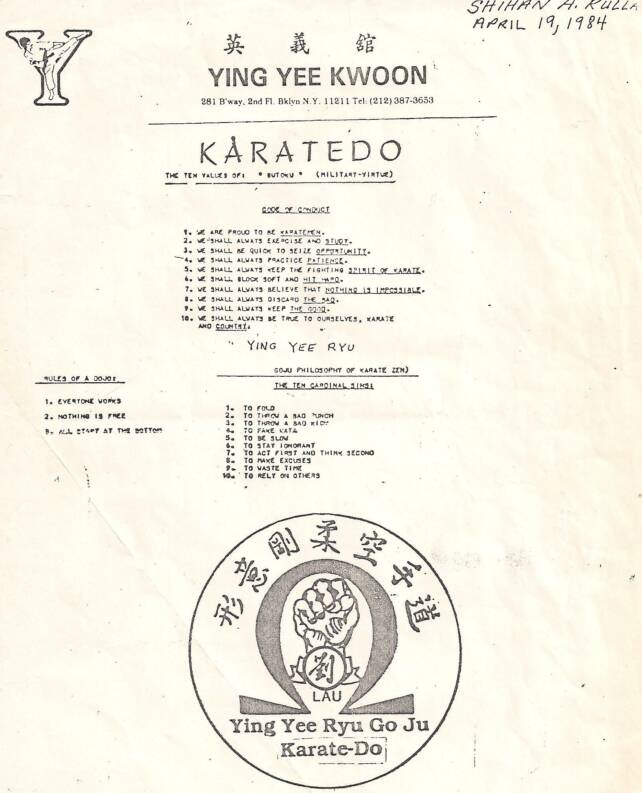 SHIHAN A. KULLA
APRIL 19, 1984
Y
英義舘
YING YEE KWOON
281 B'way, 2nd Fl. Bklyn N.Y. 11211 Tel: (212) 387-3653
KARATEDO
THE TEN VALUES OF: " BUTOKU " (MILITARY-VIRTUE)
CODE OF CONDUCT
1. WE ARE PROUD TO BE KARATEMEN.
2. WE SHALL ALWAYS EXERCISE AND STUDY.
3. WE SHALL BE QUICK TO SEIZE OPPORTUNITY.
4. WE SHALL ALWAYS PRACTICE PATIENCE.
5. WE SHALL ALWAYS KEEP THE FIGHTING SPIRIT OF KARATE.
6. WE SHALL BLOCK SOFT AND HIT HARD.
7. WE SHALL ALWAYS BELIEVE THAT NOTHING IS IMPOSSIBLE.
8. WE SHALL ALWAYS DISCARD THE BAD.
9. WE SHALL ALWAYS KEEP THE GOOD.
10. WE SHALL ALWAYS BE TRUE TO OURSELVES, KARATE
AND COUNTRY.
" YING YEE RYU
GOJU PHILOSOPHY OF KARATE ZEN)
THE TEN CARDINAL SINS:
RULES OF A DOJO:
1. EVERYONE WORKS
2. NOTHING IS FREE
3. ALL START AT THE BOTTOM
1. TO FOLD
2. TO THROW A BAD PUNCH
3. TO THROW A BAD KICK
4. TO FAKE KATA
5. TO BE SLOW
6. TO STAY IGNORANT
7. TO ACT FIRST AND THINK SECOND
8. TO MAKE EXCUSES
9. TO WASTE TIME
10. TO RELY ON OTHERS
形意剛柔空手道
劉
LAU
Ying Yee Ryu Go Ju
Karate-Do